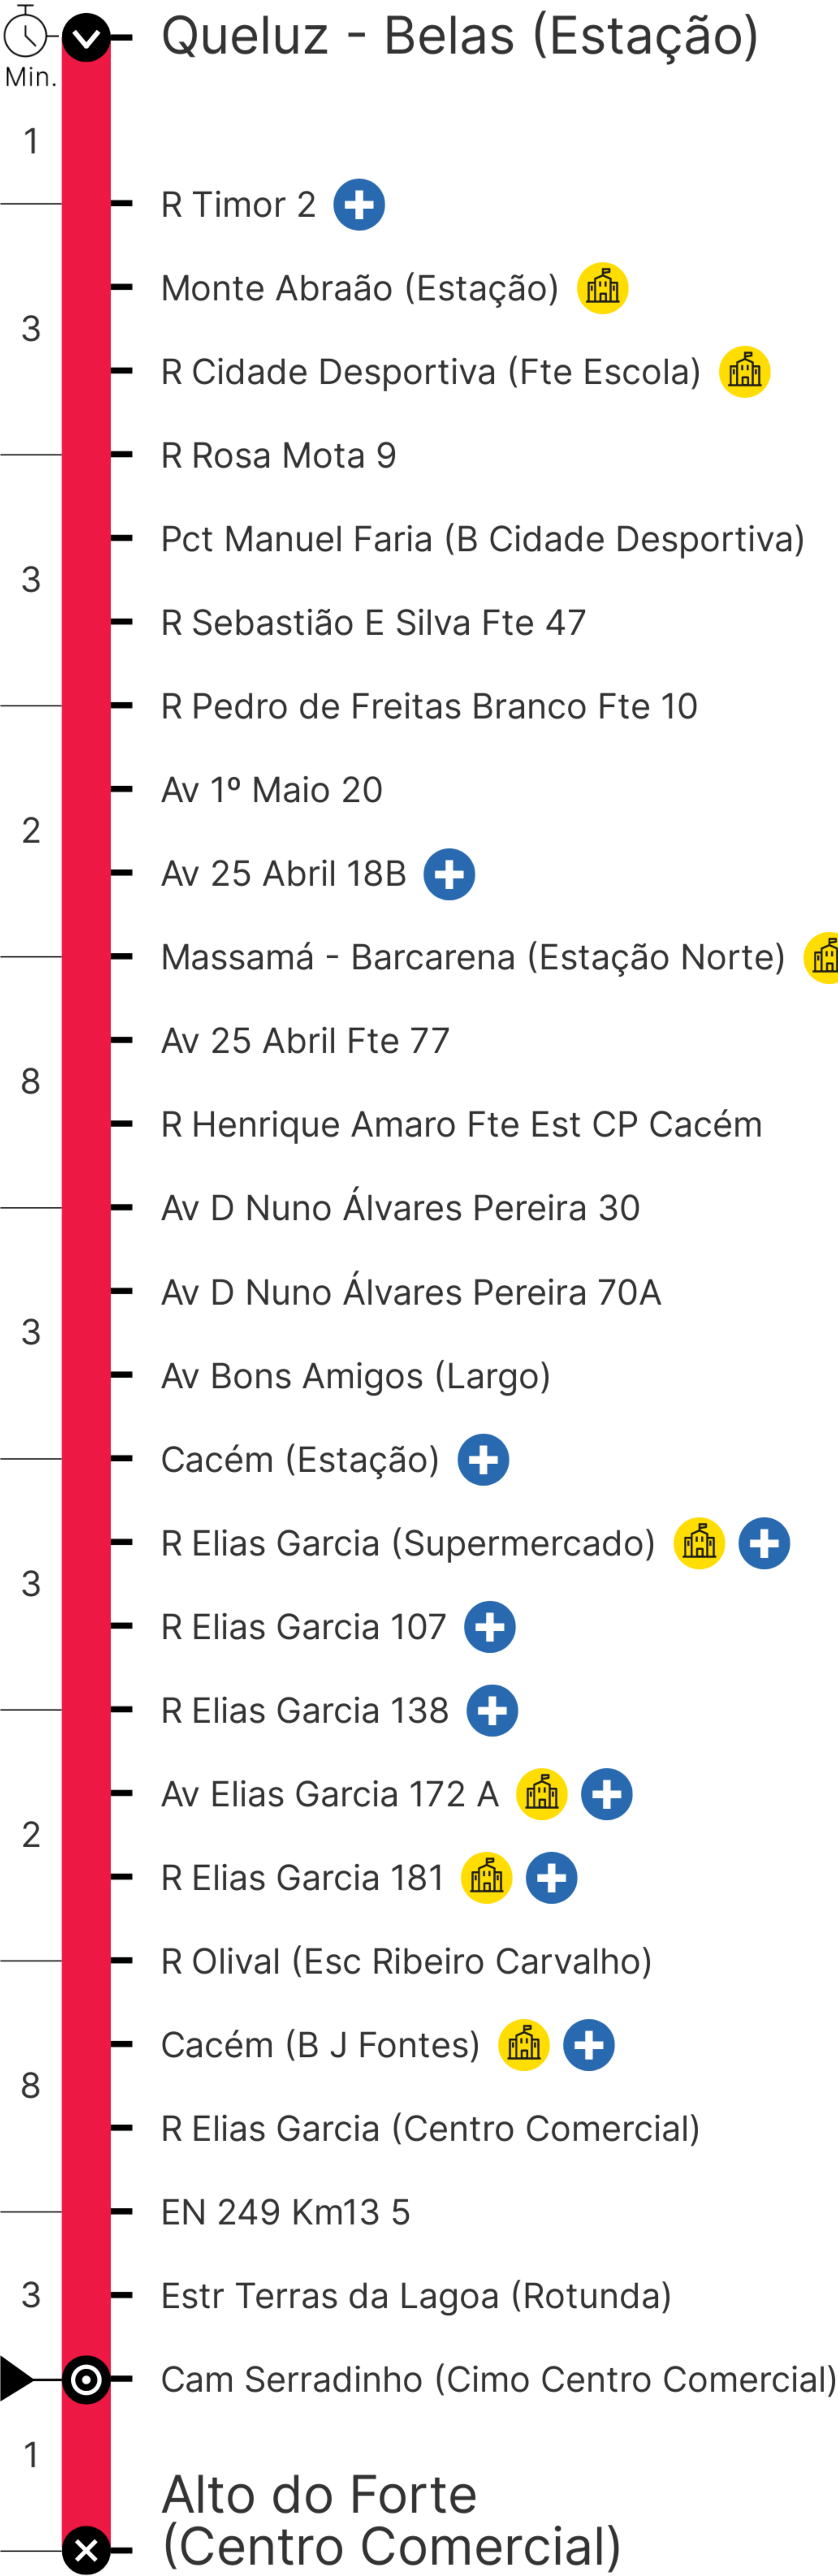 Queluz - Belas (Estação)
Min.
1
R Timor 2
Monte Abraão (Estação)
3
R Cidade Desportiva (Fte Escola)
R Rosa Mota 9
Pct Manuel Faria (B Cidade Desportiva)
3
R Sebastião E Silva Fte 47
R Pedro de Freitas Branco Fte 10
Av 1º Maio 20
2
Av 25 Abril 18B
Massamá - Barcarena (Estação Norte)
Av 25 Abril Fte 77
8
R Henrique Amaro Fte Est CP Cacém
Av D Nuno Álvares Pereira 30
Av D Nuno Álvares Pereira 70A
3
Av Bons Amigos (Largo)
Cacém (Estação)
R Elias Garcia (Supermercado)
3
R Elias Garcia 107
R Elias Garcia 138
Av Elias Garcia 172 A
2
R Elias Garcia 181
R Olival (Esc Ribeiro Carvalho)
Cacém (B J Fontes)
8
R Elias Garcia (Centro Comercial)
EN 249 Km13 5
3
Estr Terras da Lagoa (Rotunda)
Cam Serradinho (Cimo Centro Comercial)
1
Alto do Forte
(Centro Comercial)